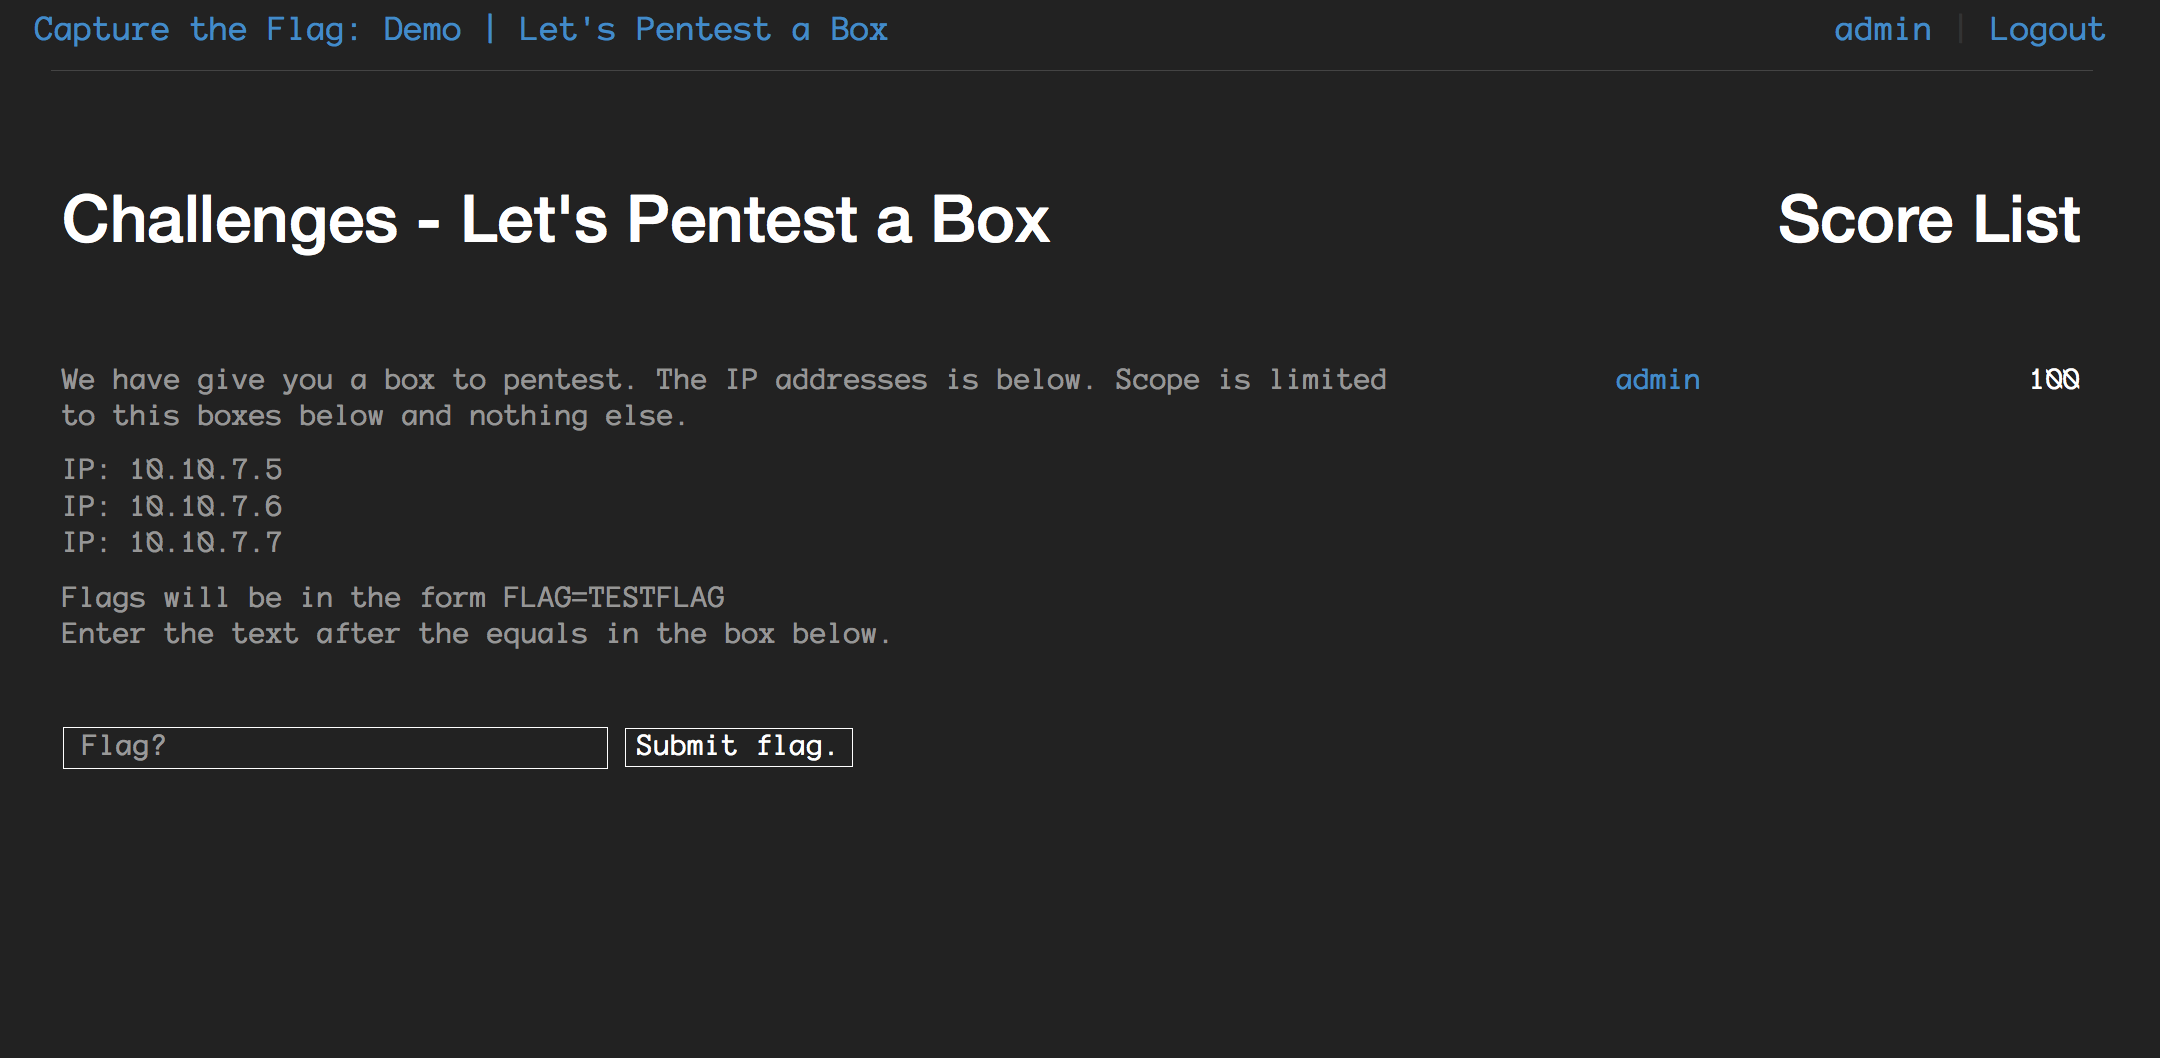 Capture the Flag: Demo | Let's Pentest a Box
admin | Logout
Challenges - Let's Pentest a Box
Score List
We have give you a box to pentest. The IP addresses is below. Scope is limited
to this boxes below and nothing else.
admin 100
IP: 10.10.7.5
IP: 10.10.7.6
IP: 10.10.7.7
Flags will be in the form FLAG=TESTFLAG
Enter the text after the equals in the box below.
Flag?
Submit flag.